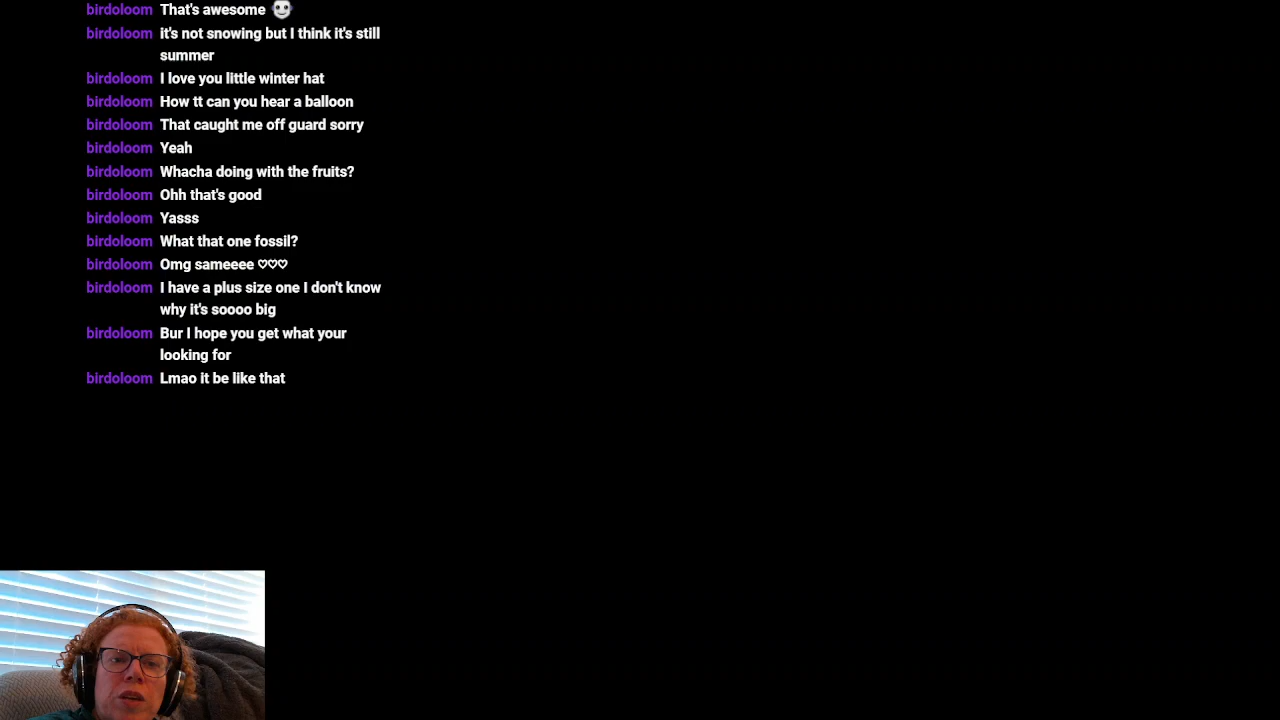 birdoloom That's awesome
birdoloom it's not snowing but I think it's still
summer
birdoloom I love you little winter hat
birdoloom How tt can you hear a balloon
birdoloom That caught me off guard sorry
birdoloom Yeah
birdoloom Whacha doing with the fruits?
birdoloom Ohh that's good
birdoloom Yasss
birdoloom What that one fossil?
birdoloom Omg sameeee ♡♡♡
birdoloom I have a plus size one I don't know
why it's soooo big
birdoloom Bur I hope you get what your
looking for
birdoloom Lmao it be like that